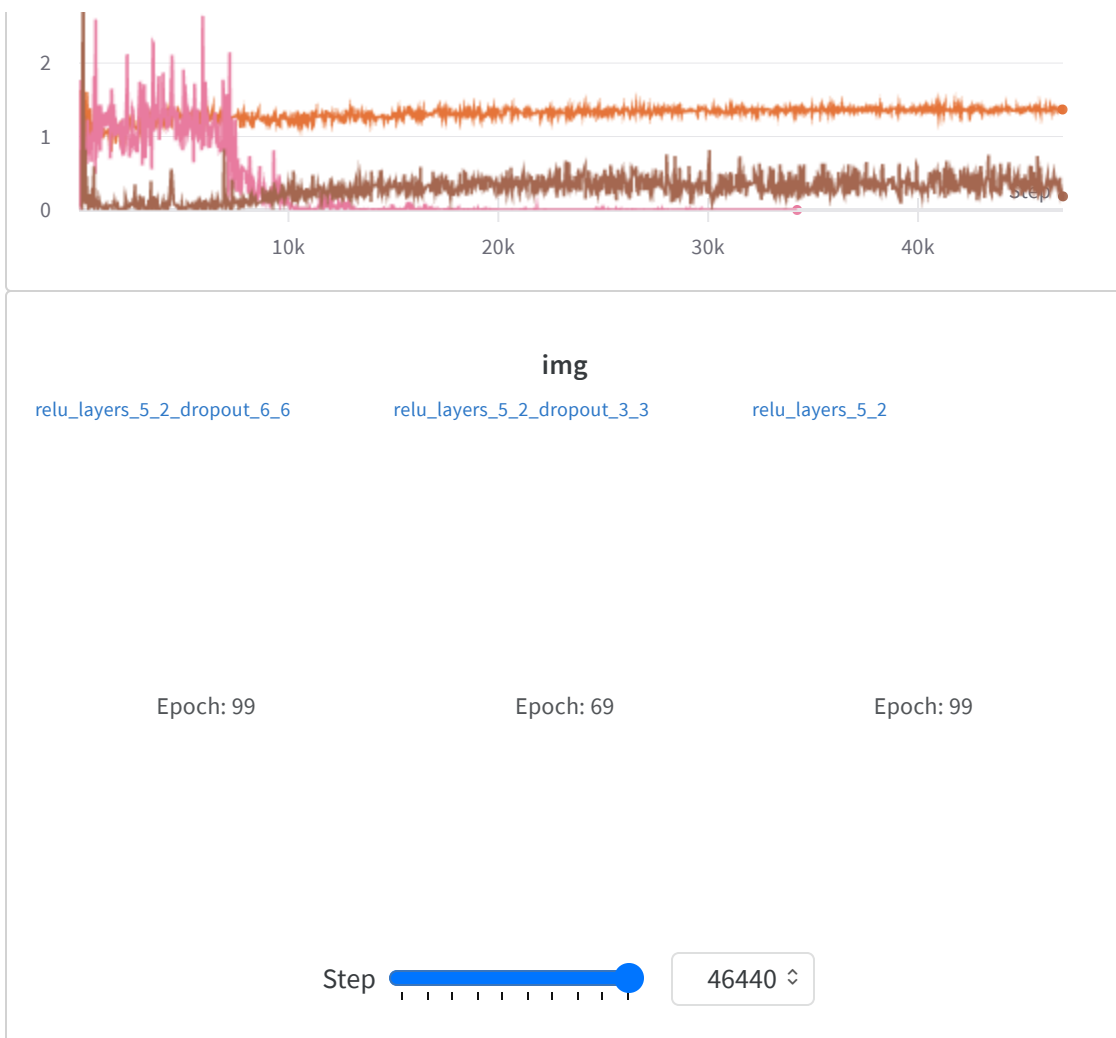 2
1
0
Step
10k 20k 30k 40k
img
relu_layers_5_2_dropout_6_6 relu_layers_5_2_dropout_3_3 relu_layers_5_2
Epoch: 99 Epoch: 69 Epoch: 99
Step 46440